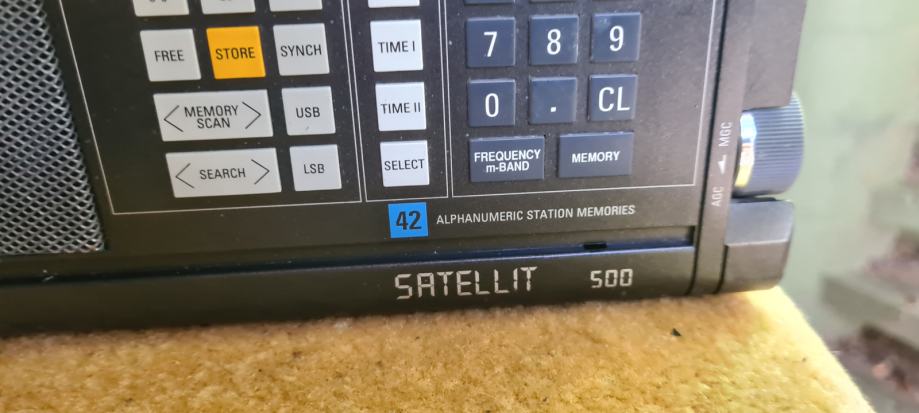 7 8 9
FREE STORE SYNCH TIME I
0 . CL
< MEMORY SCAN > USB TIME II
FREQUENCY m-BAND MEMORY
< SEARCH > LSB SELECT
42 ALPHANUMERIC STATION MEMORIES
SATELLIT 500
AGC MGC